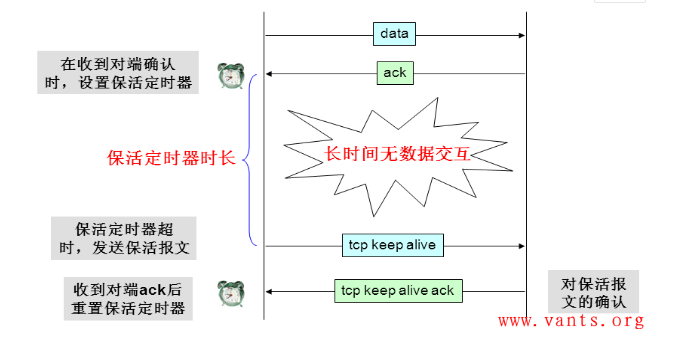 data
在收到对端确认
时，设置保活定时器
ack
保活定时器时长
长时间无数据交互
保活定时器超
时，发送保活报文
tcp keep alive
收到对端ack后
重置保活定时器
tcp keep alive ack
对保活报
文的确认
www.vants.org